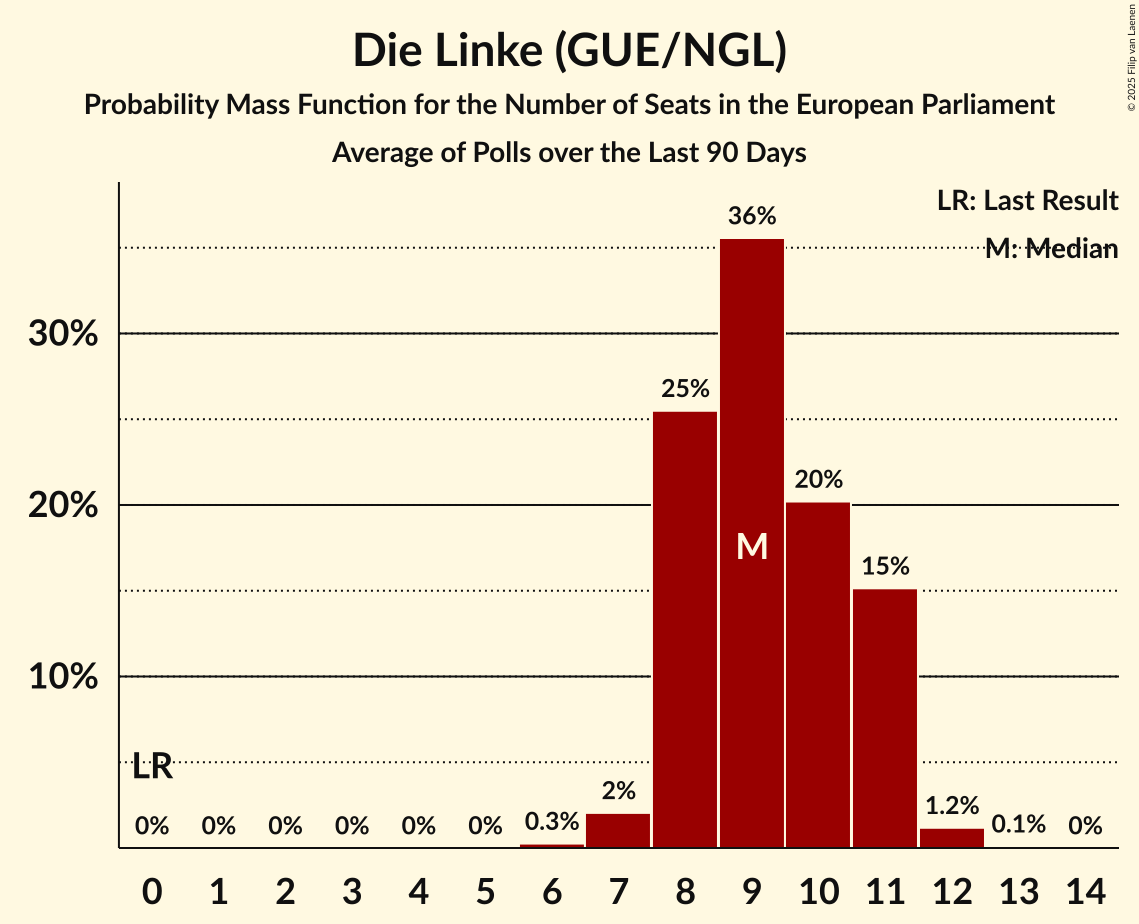 Die Linke (GUE/NGL)
Probability Mass Function for the Number of Seats in the European Parliament
Average of Polls over the Last 90 Days
© 2025 Filip van Laenen
LR: Last Result
M: Median
36%
30%
25%
20%
20%
M
15%
10%
LR
2%
1.2%
0% 0% 0% 0% 0% 0% 0.3% 0.1% 0%
0 1 2 3 4 5 6 7 8 9 10 11 12 13 14